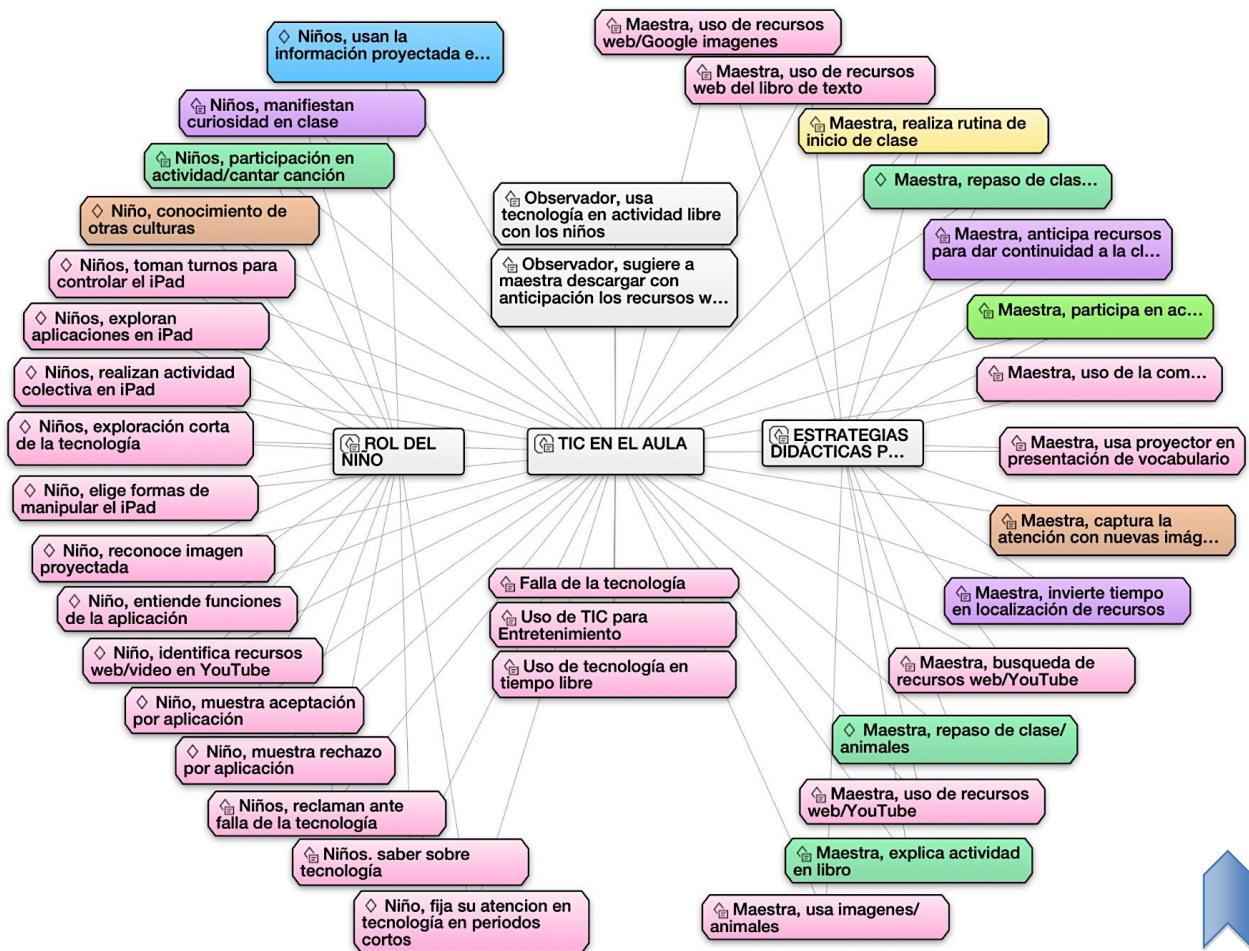 Niños, usan la
información proyectada e…
Niños, manifiestan
curiosidad en clase
Niños, participación en
actividad/cantar canción
Niño, conocimiento de
otras culturas
Niños, toman turnos para
controlar el iPad
Niños, exploran
aplicaciones en iPad
Niños, realizan actividad
colectiva en iPad
Niños, exploración corta
de la tecnología
Niño, elige formas de
manipular el iPad
Niño, reconoce imagen
proyectada
Niño, entiende funciones
de la aplicación
Niño, identifica recursos
web/video en YouTube
Niño, muestra aceptación
por aplicación
Niño, muestra rechazo
por aplicación
Niños, reclaman ante
falla de la tecnología
Niños. saber sobre
tecnología
Niño, fija su atencion en
tecnología en periodos
cortos
ROL DEL
NIÑO
Observador, usa
tecnología en actividad libre
con los niños
Observador, sugiere a
maestra descargar con
anticipación los recursos w…
TIC EN EL AULA
Falla de la tecnología
Uso de TIC para
Entretenimiento
Uso de tecnología en
tiempo libre
ESTRATEGIAS
DIDÁCTICAS P…
Maestra, uso de recursos
web/Google imagenes
Maestra, uso de recursos
web del libro de texto
Maestra, realiza rutina de
inicio de clase
Maestra, repaso de clas…
Maestra, anticipa recursos
para dar continuidad a la cl…
Maestra, participa en ac…
Maestra, uso de la com…
Maestra, usa proyector en
presentación de vocabulario
Maestra, captura la
atención con nuevas imág…
Maestra, invierte tiempo
en localización de recursos
Maestra, busqueda de
recursos web/YouTube
Maestra, repaso de clase/
animales
Maestra, uso de recursos
web/YouTube
Maestra, explica actividad
en libro
Maestra, usa imagenes/
animales